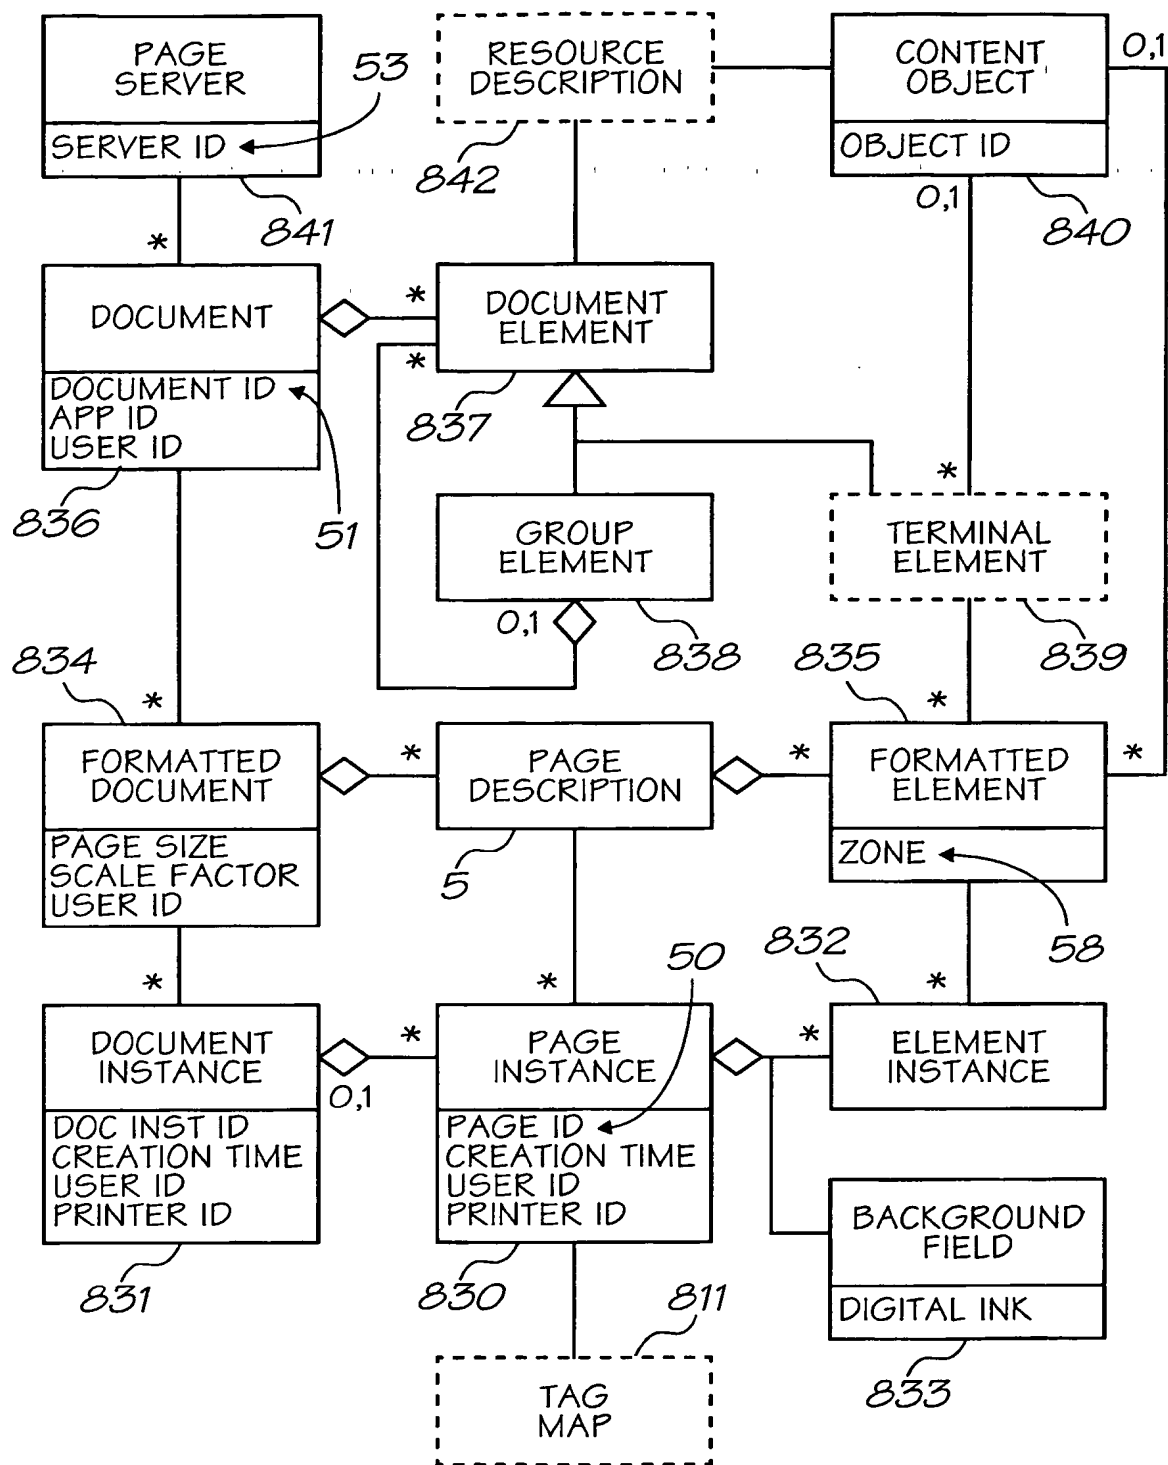 PAGE
SERVER
53
SERVER ID
841
RESOURCE
DESCRIPTION
842
CONTENT
OBJECT
0,1
OBJECT ID
0,1
840
*
DOCUMENT
*
DOCUMENT ID
APP ID
USER ID
836
51
DOCUMENT
ELEMENT
*
837
GROUP
ELEMENT
0,1
838
*
TERMINAL
ELEMENT
839
834
*
FORMATTED
DOCUMENT
*
PAGE SIZE
SCALE FACTOR
USER ID
PAGE
DESCRIPTION
*
5
835
*
FORMATTED
ELEMENT
*
ZONE
58
*
DOCUMENT
INSTANCE
*
0,1
DOC INST ID
CREATION TIME
USER ID
PRINTER ID
831
50
*
PAGE
INSTANCE
*
PAGE ID
CREATION TIME
USER ID
PRINTER ID
830
832
*
ELEMENT
INSTANCE
BACKGROUND
FIELD
DIGITAL INK
833
811
TAG
MAP